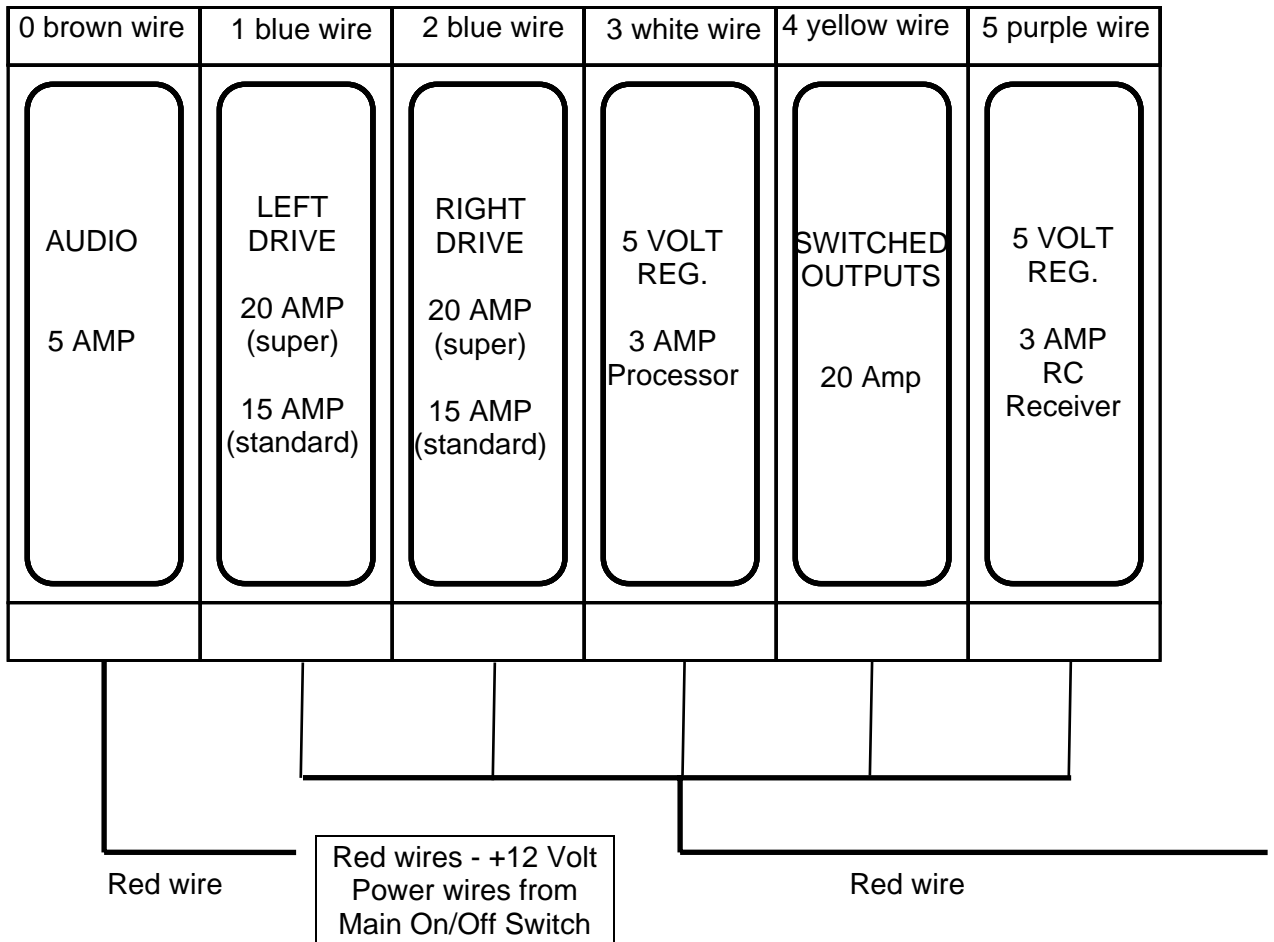 0 brown wire
1 blue wire
2 blue wire
3 white wire
4 yellow wire
5 purple wire
AUDIO
5 AMP
LEFT
DRIVE
20 AMP
(super)
15 AMP
(standard)
RIGHT
DRIVE
20 AMP
(super)
15 AMP
(standard)
5 VOLT
REG.
3 AMP
Processor
SWITCHED
OUTPUTS
20 Amp
5 VOLT
REG.
3 AMP
RC
Receiver
Red wire
Red wires - +12 Volt
Power wires from
Main On/Off Switch
Red wire